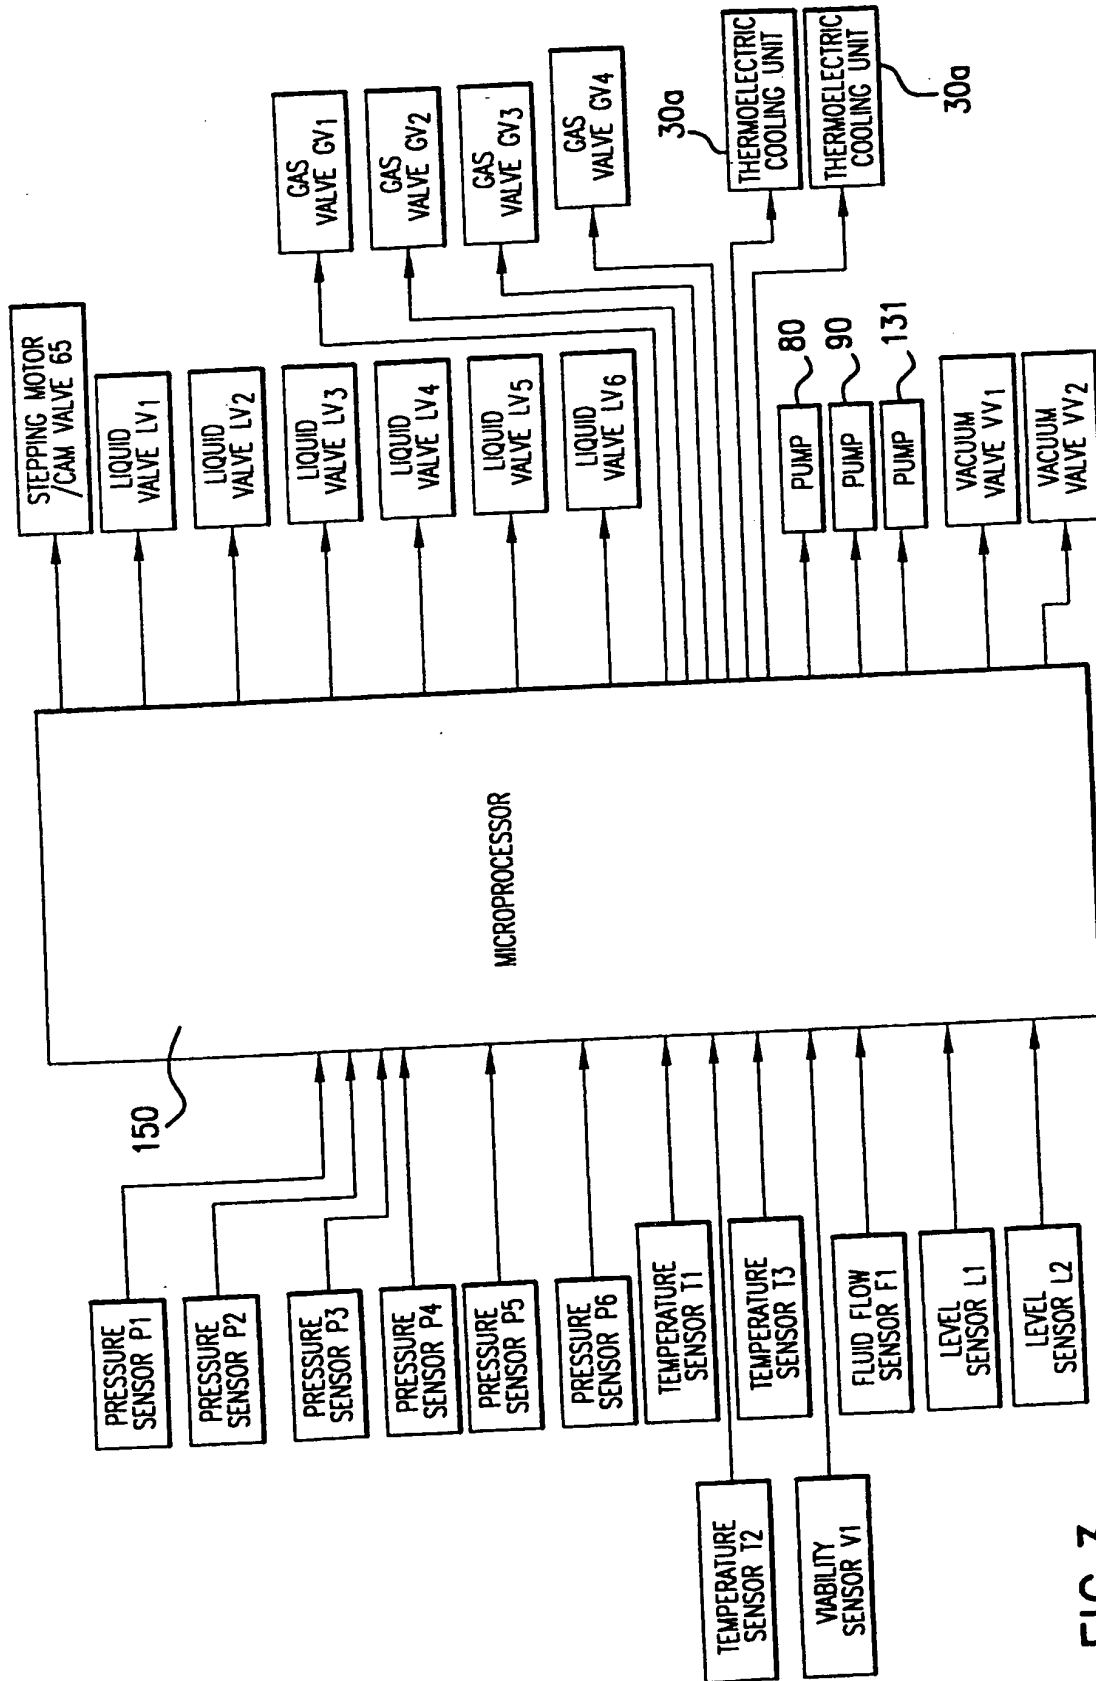 STEPPING MOTOR
/CAM VALVE 65
LIQUID
VALVE LV1
LIQUID
VALVE LV2
LIQUID
VALVE LV3
LIQUID
VALVE LV4
LIQUID
VALVE LV5
LIQUID
VALVE LV6
GAS
VALVE GV1
GAS
VALVE GV2
GAS
VALVE GV3
GAS
VALVE GV4
30a
THERMOELECTRIC
COOLING UNIT
THERMOELECTRIC
COOLING UNIT
30a
PUMP
80
PUMP
90
PUMP
131
VACUUM
VALVE VV1
VACUUM
VALVE VV2
MICROPROCESSOR
150
PRESSURE
SENSOR P1
PRESSURE
SENSOR P2
PRESSURE
SENSOR P3
PRESSURE
SENSOR P4
PRESSURE
SENSOR P5
PRESSURE
SENSOR P6
TEMPERATURE
SENSOR T1
TEMPERATURE
SENSOR T2
TEMPERATURE
SENSOR T3
VIABILITY
SENSOR V1
FLUID FLOW
SENSOR F1
LEVEL
SENSOR L1
LEVEL
SENSOR L2
FIG. 3